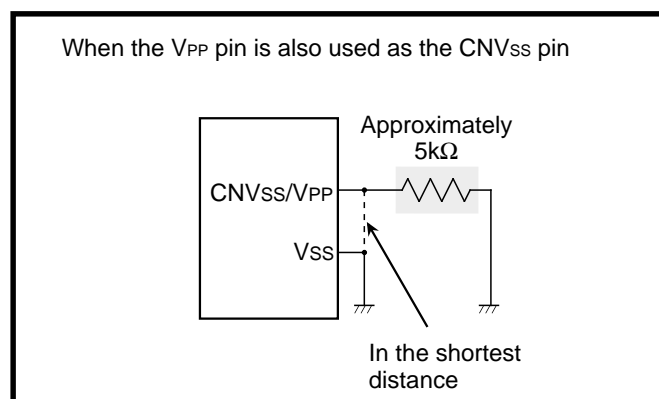 When the VPP pin is also used as the CNVSS pin
Approximately
5kΩ
CNVSS/VPP
VSS
In the shortest
distance